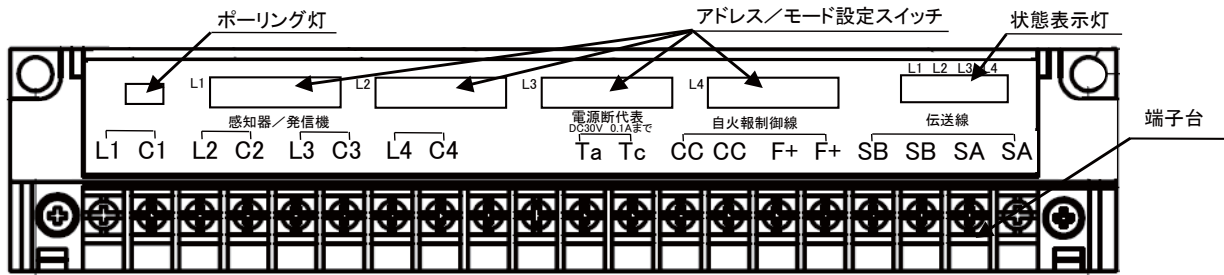 ポーリング灯 アドレス／モード設定スイッチ 状態表示灯
L1 L2 L3 L4
L1 L2 L3 L4
感知器／発信機 電源断代表 自火報制御線 伝送線
DC30V 0.1Aまで
端子台
L1 C1 L2 C2 L3 C3 L4 C4 Ta Tc CC CC F+ F+ SB SB SA SA